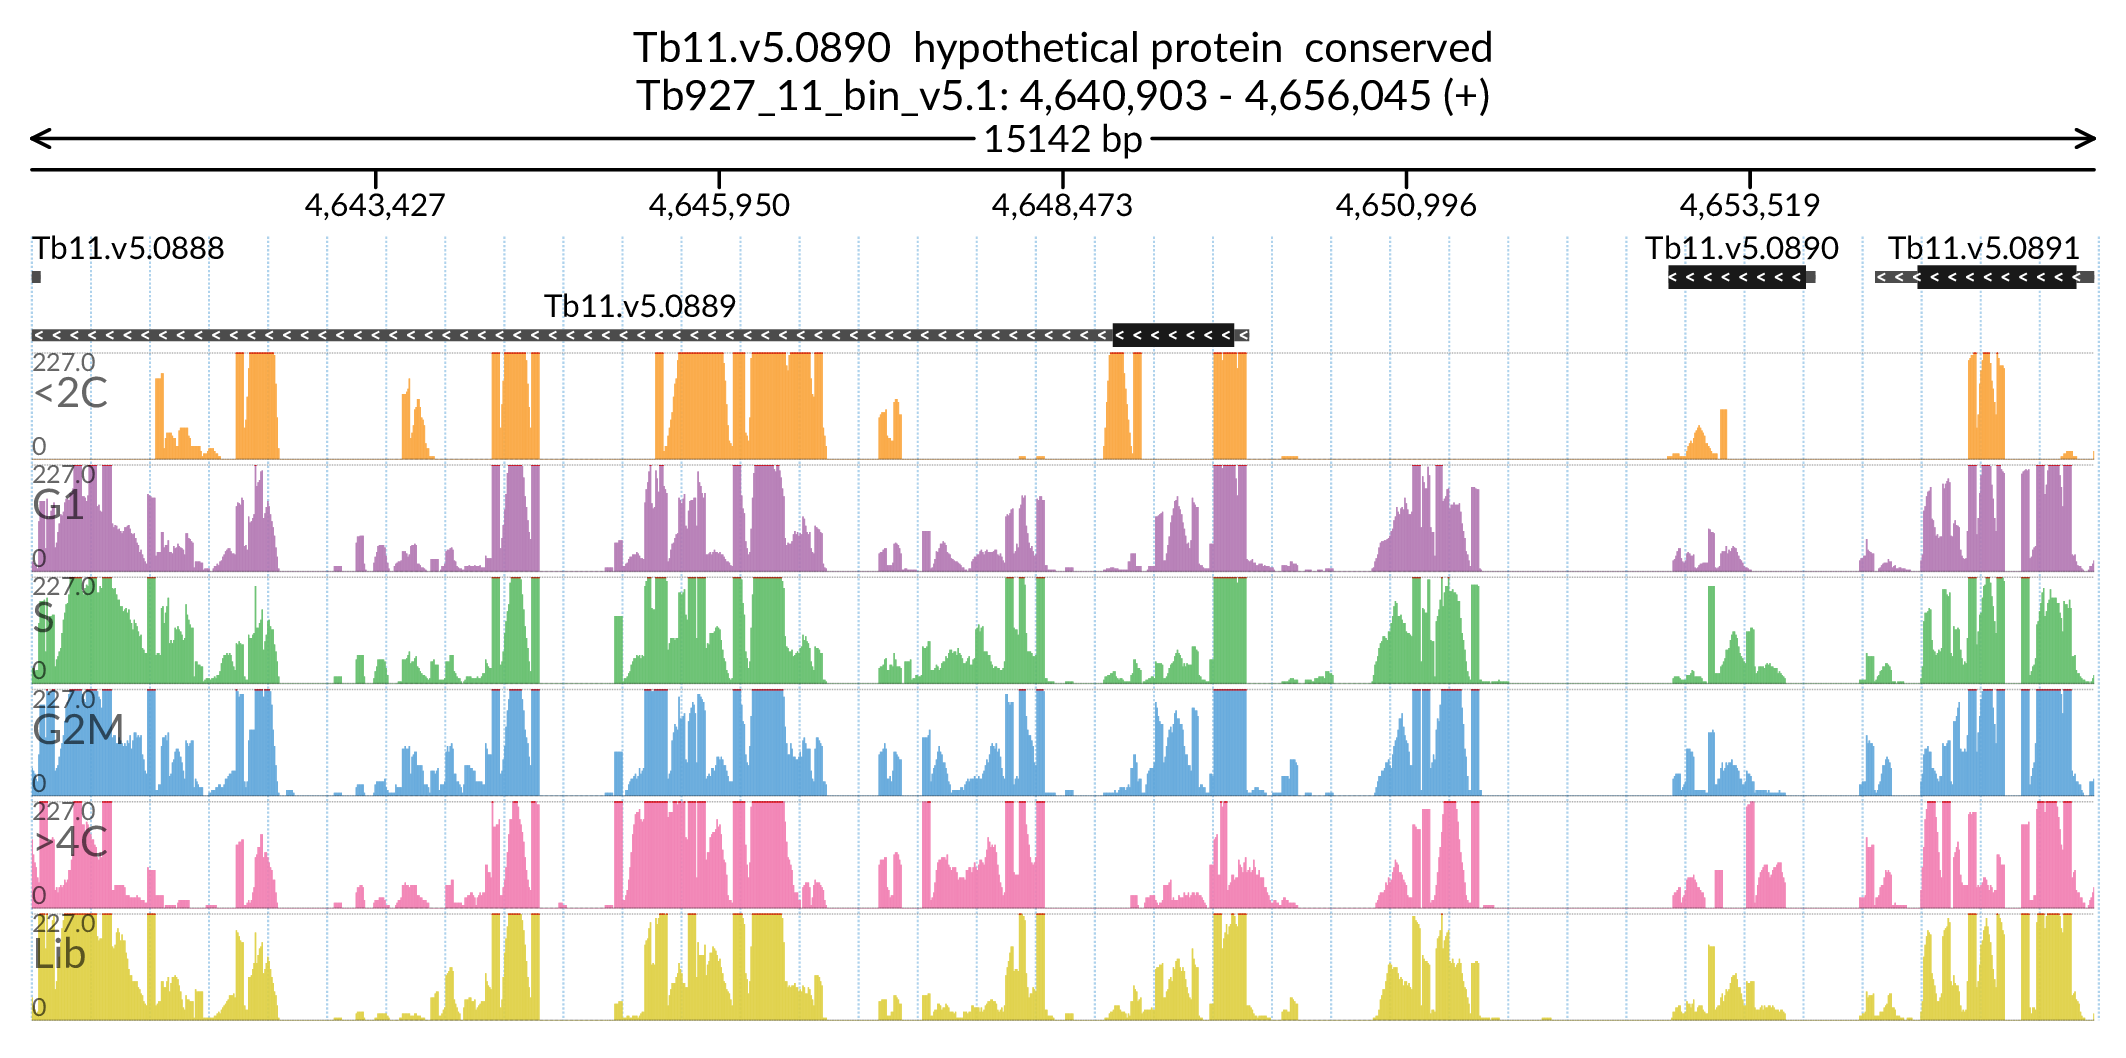 Tb11.v5.0890  hypothetical protein  conserved
Tb927_11_bin_v5.1: 4,640,903 - 4,656,045 (+)
15142 bp
4,643,427 4,645,950 4,648,473 4,650,996 4,653,519
Tb11.v5.0888 Tb11.v5.0890 Tb11.v5.0891
Tb11.v5.0889
227.0
<2C
0
227.0
G1
0
227.0
S
0
227.0
G2M
0
227.0
>4C
0
227.0
Lib
0